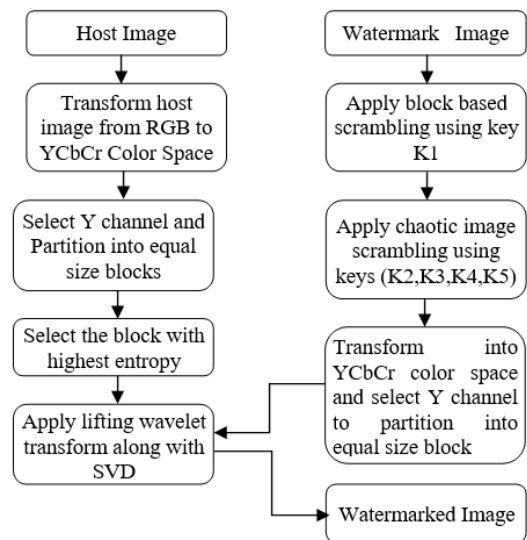 Host Image
Transform host
image from RGB to
YCbCr Color Space
Select Y channel and
Partition into equal
size blocks
Select the block with
highest entropy
Apply lifting wavelet
transform along with
SVD
Watermark Image
Apply block based
scrambling using key
K1
Apply chaotic image
scrambling using
keys (K2,K3,K4,K5)
Transform into
YCbCr color space
and select Y channel
to partition into
equal size block
Watermarked Image